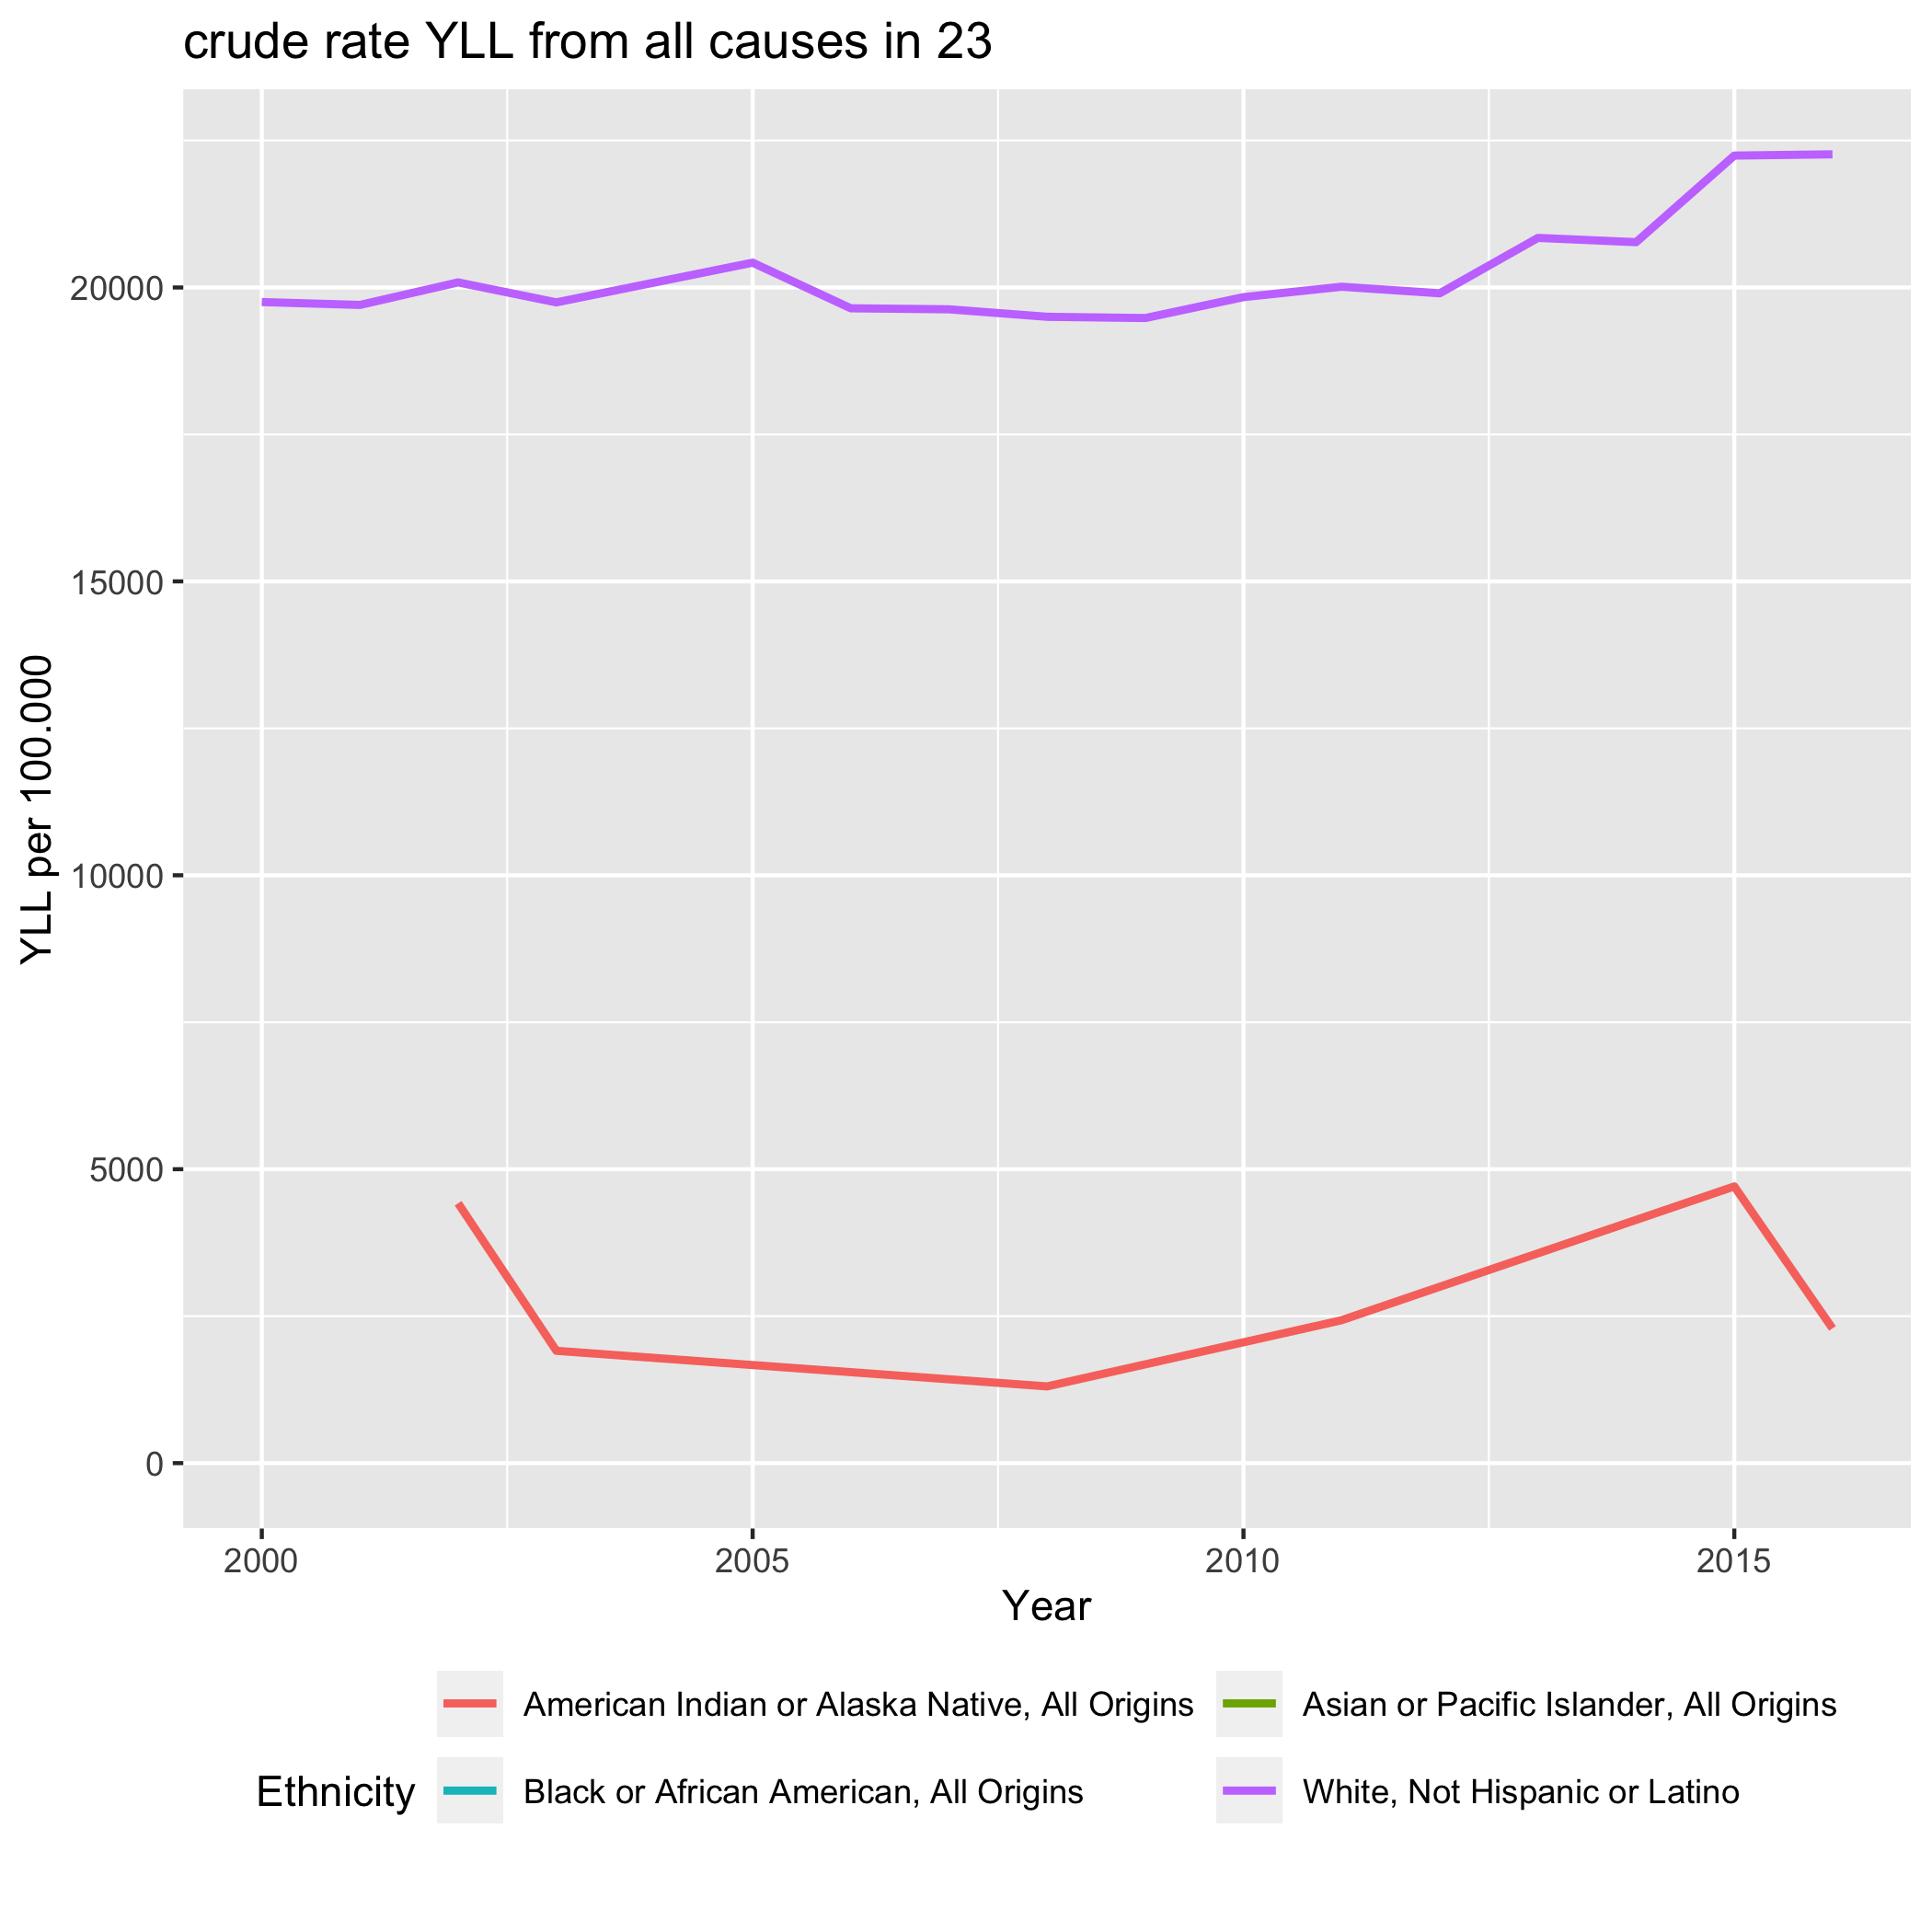 crude rate YLL from all causes in 23
YLL per 100.000
20000
15000
10000
5000
0
2000 2005 2010 2015
Year
Ethnicity
American Indian or Alaska Native, All Origins
Asian or Pacific Islander, All Origins
Black or African American, All Origins
White, Not Hispanic or Latino